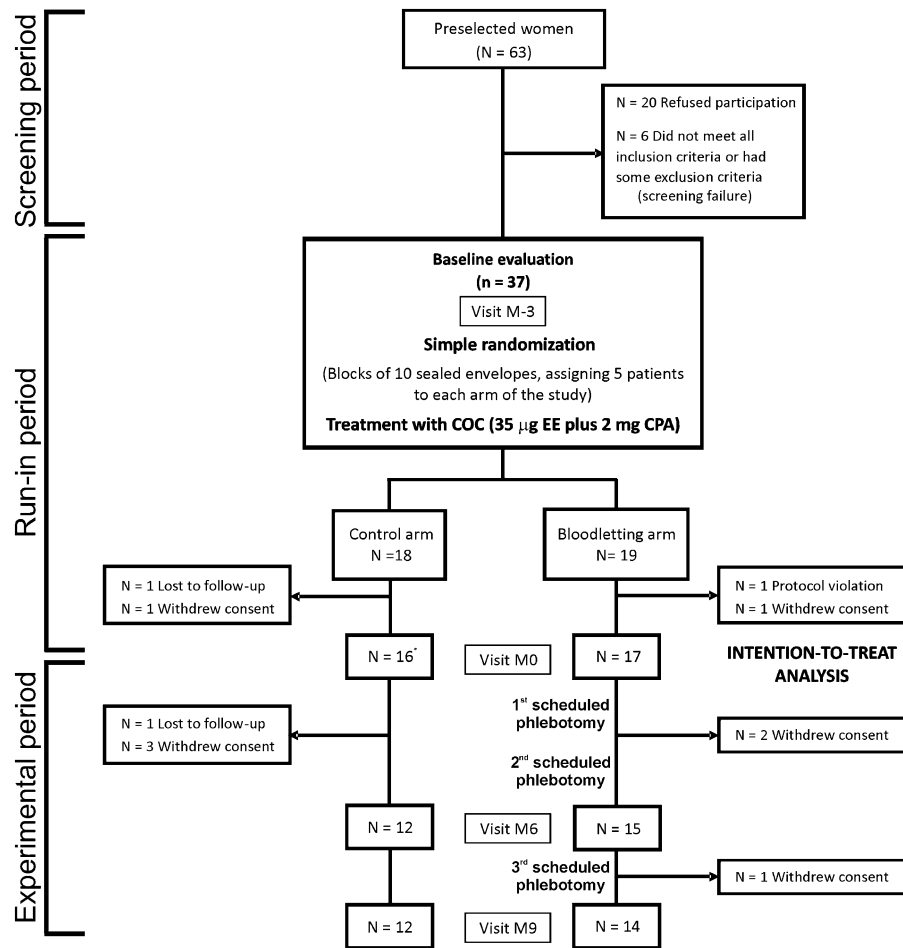 Screening period
Preselected women
(N = 63)
N = 20 Refused participation
N = 6 Did not meet all
inclusion criteria or had
some exclusion criteria
(screening failure)
Run-in period
Baseline evaluation
(n = 37)
Visit M-3
Simple randomization
(Blocks of 10 sealed envelopes, assigning 5 patients
to each arm of the study)
Treatment with COC (35 µg EE plus 2 mg CPA)
Control arm
N =18
Bloodletting arm
N= 19
N = 1 Lost to follow-up
N = 1 Withdrew consent
N = 1 Protocol violation
N = 1 Withdrew consent
N = 16*
Visit M0
N = 17
INTENTION-TO-TREAT
ANALYSIS
Experimental period
1st scheduled
phlebotomy
N = 1 Lost to follow-up
N = 3 Withdrew consent
N = 2 Withdrew consent
2nd scheduled
phlebotomy
N = 12
Visit M6
N = 15
3rd scheduled
phlebotomy
N = 1 Withdrew consent
N = 12
Visit M9
N = 14